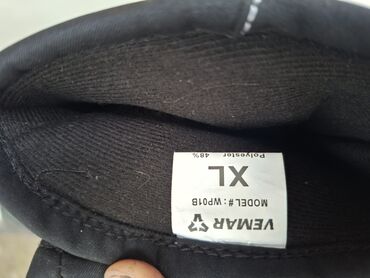 VEMAR
MODEL#: WP01B
XL
48%
Polyester